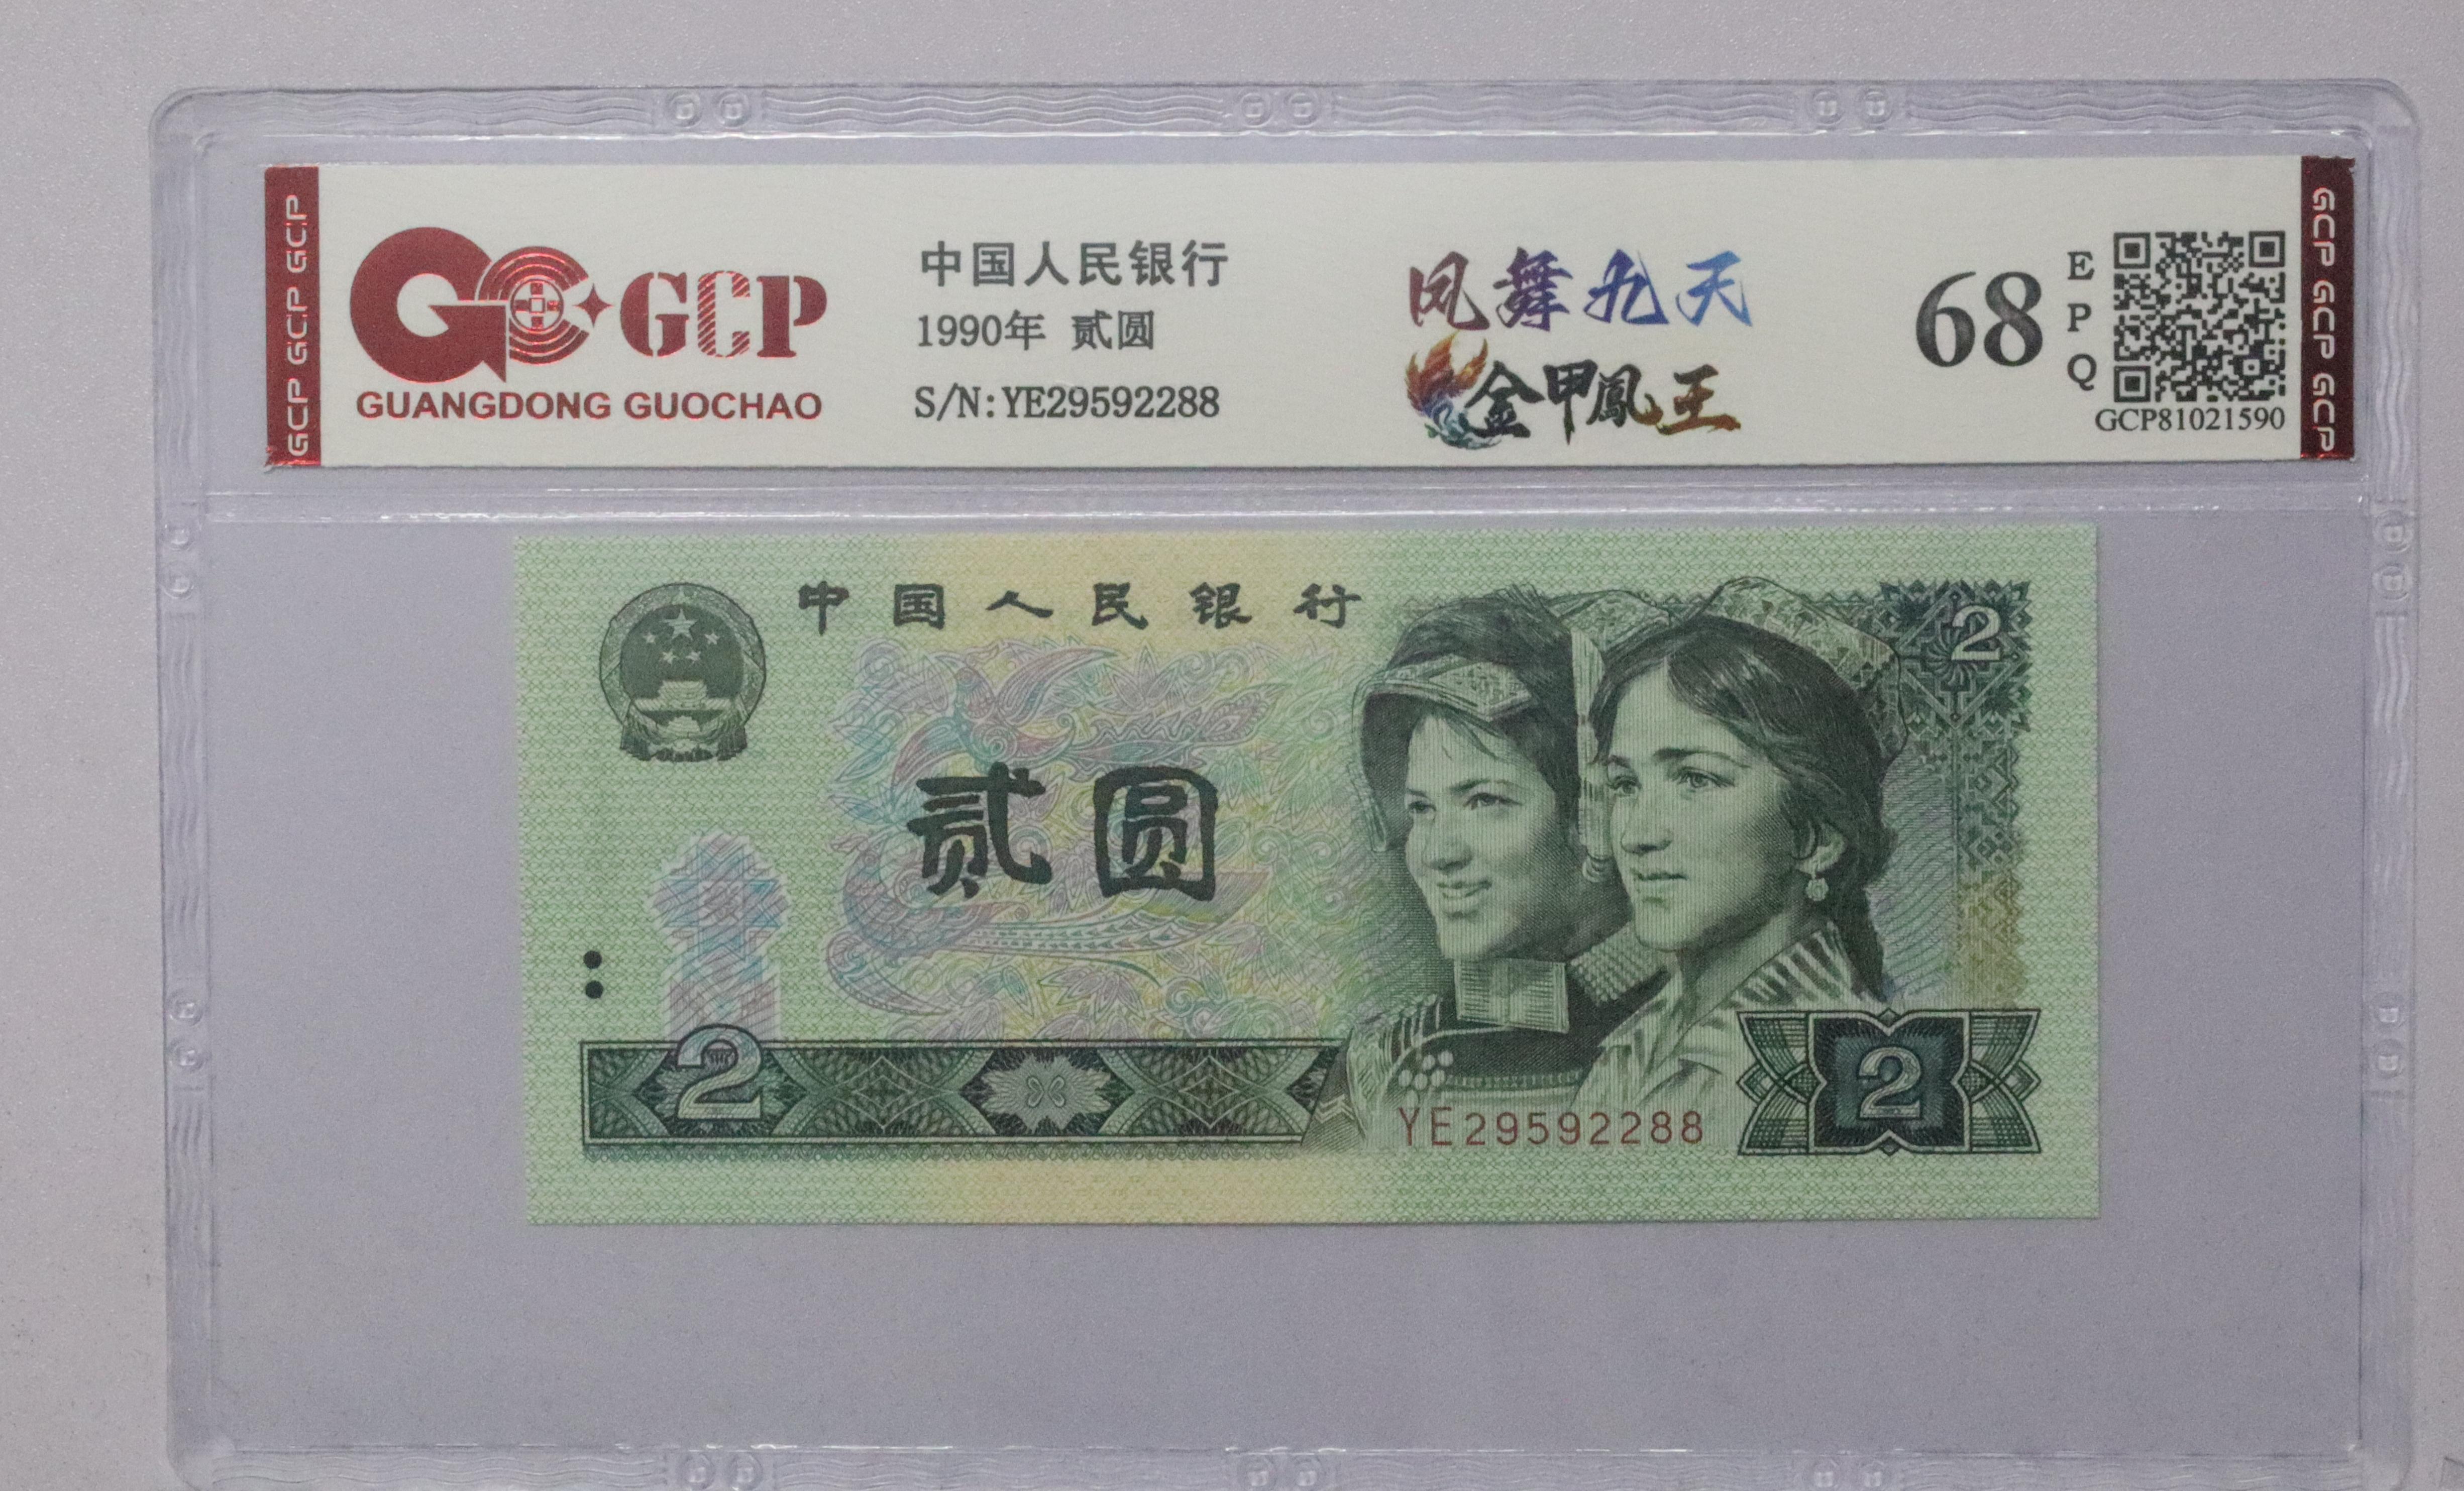 GCP GCP GCP
GCP
GUANGDONG GUOCHAO
中国人民银行
1990年 贰圆
S/N:YE29592288
凤舞九天
金甲鳳王
68
EPQ
GCP81021590
GCP GCP GCP
中国人民银行
2
贰圆
2
YE29592288
2